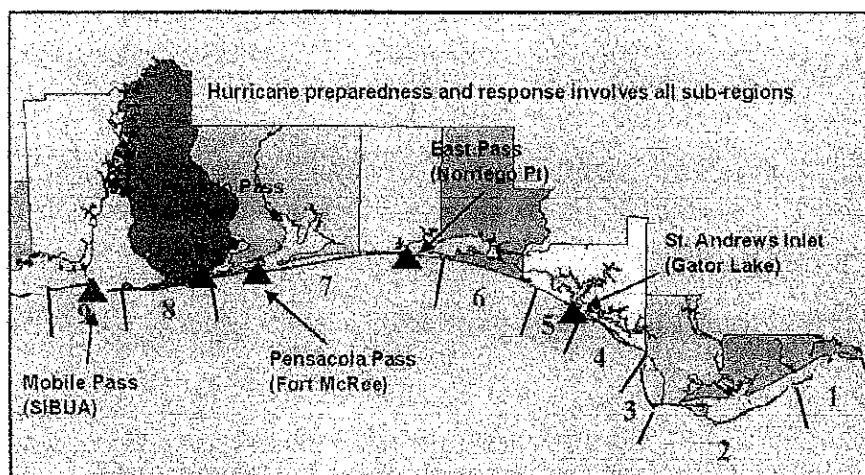 Hurricane preparedness and response involves all sub-regions
East Pass
(Norriego Pt)
Pass
St. Andrews Inlet
(Gator Lake)
9
8
7
6
5
4
3
2
1
Mobile Pass
(SIBUA)
Pensacola Pass
(Fort McRee)